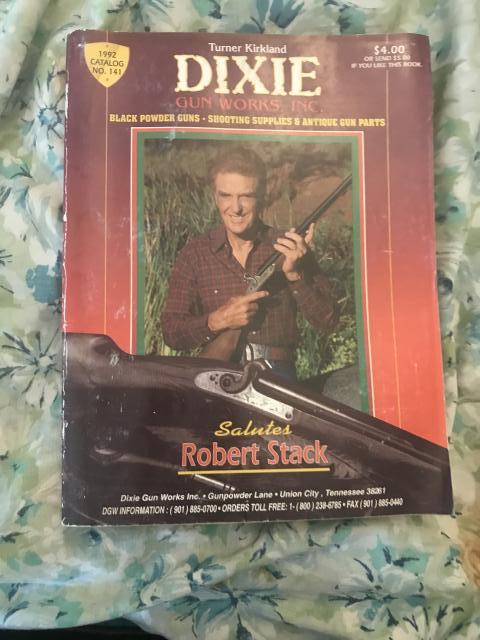 1992
CATALOG
NO. 141
Turner Kirkland
$4.00
OR SEND $5.00
IF YOU LIKE THIS BOOK.
DIXIE
GUN WORKS, INC.
BLACK POWDER GUNS • SHOOTING SUPPLIES & ANTIQUE GUN PARTS
Salutes
Robert Stack
Dixie Gun Works Inc. • Gunpowder Lane • Union City, Tennessee 38261
DGW INFORMATION: (901) 885-0700 • ORDERS TOLL FREE: 1-(800) 238-6785 • FAX (901) 885-0440